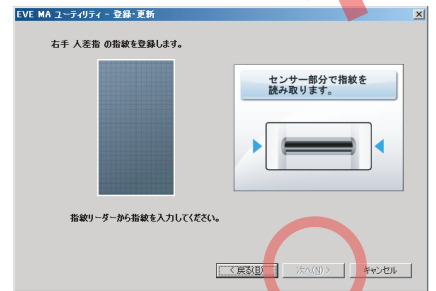 EVE MA ユーティリティ - 登録・更新
右手 人差指 の指紋を登録します。
センサー部分で指紋を
読み取ります。
指紋リーダーから指紋を入力してください。
< 戻る(B)
次へ(N) >
キャンセル